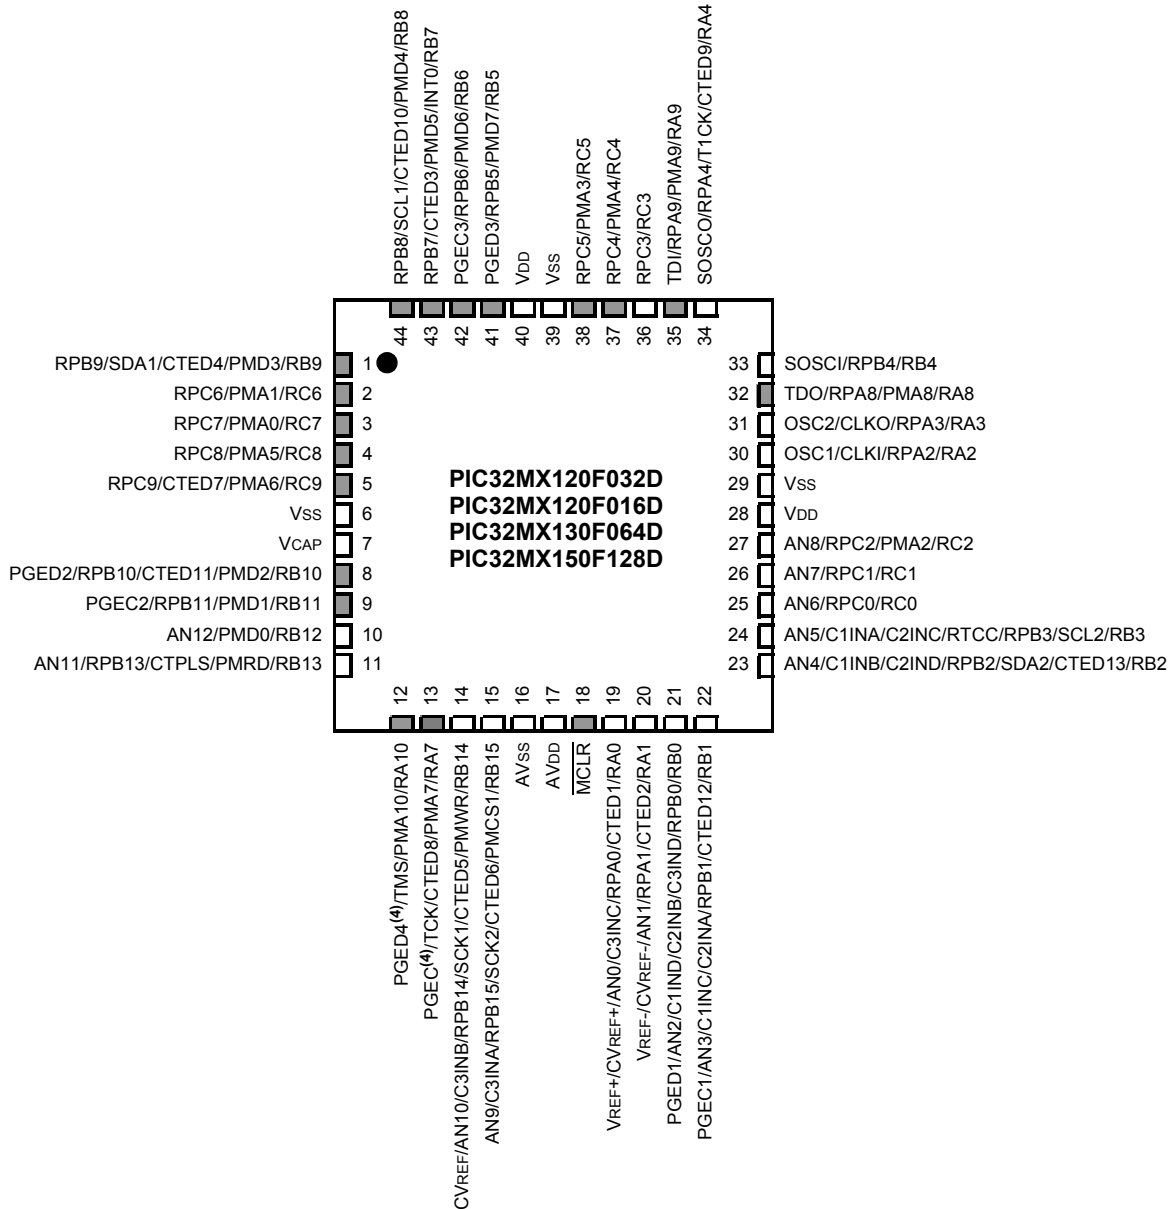 RPB8/SCL1/CTED10/PMD4/RB8
RPB7/CTED3/PMD5/INT0/RB7
PGEC3/RPB6/PMD6/RB6
PGED3/RPB5/PMD7/RB5
VDD
VSS
RPC5/PMA3/RC5
RPC4/PMA4/RC4
RPC3/RC3
TDI/RPA9/PMA9/RA9
SOSCO/RPA4/T1CK/CTED9/RA4
44
43
42
41
40
39
38
37
36
35
34
RPB9/SDA1/CTED4/PMD3/RB9 1
RPC6/PMA1/RC6 2
RPC7/PMA0/RC7 3
RPC8/PMA5/RC8 4
RPC9/CTED7/PMA6/RC9 5
VSS 6
VCAP 7
PGED2/RPB10/CTED11/PMD2/RB10 8
PGEC2/RPB11/PMD1/RB11 9
AN12/PMD0/RB12 10
AN11/RPB13/CTPLS/PMRD/RB13 11
PIC32MX120F032D
PIC32MX120F016D
PIC32MX130F064D
PIC32MX150F128D
33 SOSCI/RPB4/RB4
32 TDO/RPA8/PMA8/RA8
31 OSC2/CLKO/RPA3/RA3
30 OSC1/CLKI/RPA2/RA2
29 VSS
28 VDD
27 AN8/RPC2/PMA2/RC2
26 AN7/RPC1/RC1
25 AN6/RPC0/RC0
24 AN5/C1INA/C2INC/RTCC/RPB3/SCL2/RB3
23 AN4/C1INB/C2IND/RPB2/SDA2/CTED13/RB2
12
13
14
15
16
17
18
19
20
21
22
PGED4(4)/TMS/PMA10/RA10
PGEC(4)/TCK/CTED8/PMA7/RA7
CVREF/AN10/C3INB/RPB14/SCK1/CTED5/PMWR/RB14
AN9/C3INA/RPB15/SCK2/CTED6/PMCS1/RB15
AVSS
AVDD
MCLR
VREF+/CVREF+/AN0/C3INC/RPA0/CTED1/RA0
VREF-/CVREF-/AN1/RPA1/CTED2/RA1
PGED1/AN2/C1IND/C2INB/C3IND/RPB0/RB0
PGEC1/AN3/C1INC/C2INA/RPB1/CTED12/RB1